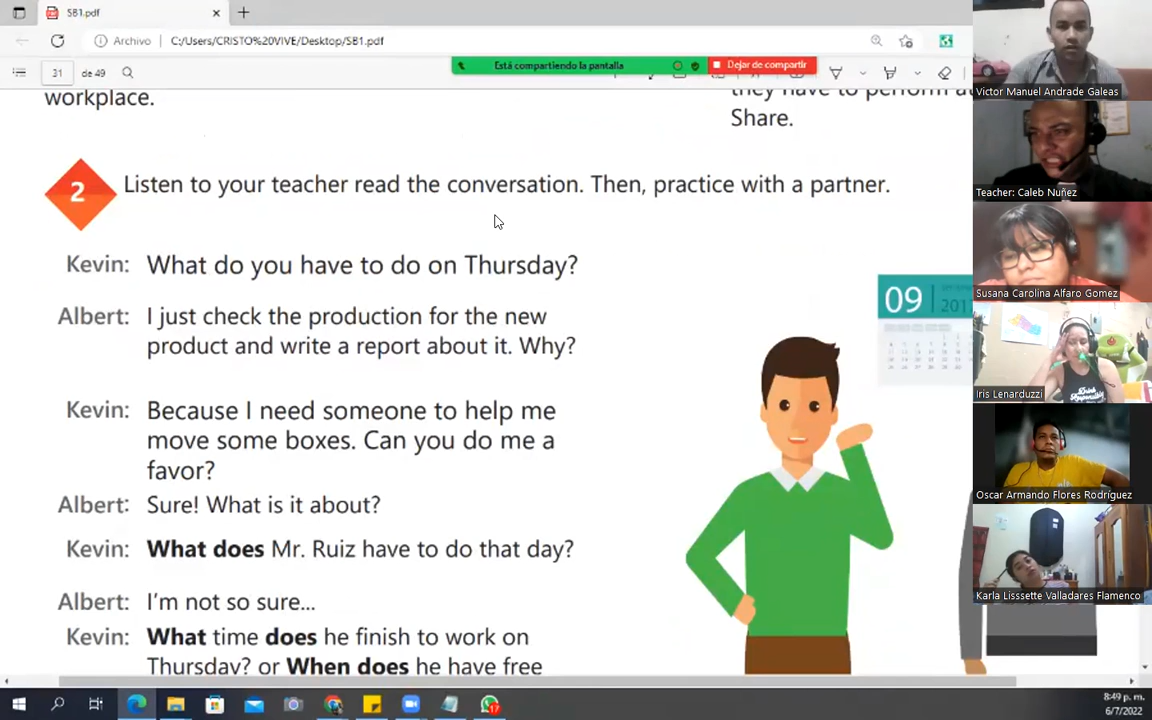 SB1.pdf
Archivo
C:/Users/CRISTO%20VIVE/Desktop/SB1.pdf
31
de 49
Está compartiendo la pantalla
Dejar de compartir
workplace.
they have to perform at
Share.
2
Listen to your teacher read the conversation. Then, practice with a partner.
Kevin: What do you have to do on Thursday?
Albert: I just check the production for the new
product and write a report about it. Why?
Kevin: Because I need someone to help me
move some boxes. Can you do me a
favor?
Albert: Sure! What is it about?
Kevin: What does Mr. Ruiz have to do that day?
Albert: I'm not so sure...
Kevin: What time does he finish to work on
Thursday? or When does he have free
09
Victor Manuel Andrade Galeas
Teacher: Caleb Nuñez
Susana Carolina Alfaro Gomez
Iris Lenarduzzi
Oscar Armando Flores Rodríguez
Karla Lisssette Valladares Flamenco
17
8:49 p. m.
6/7/2022